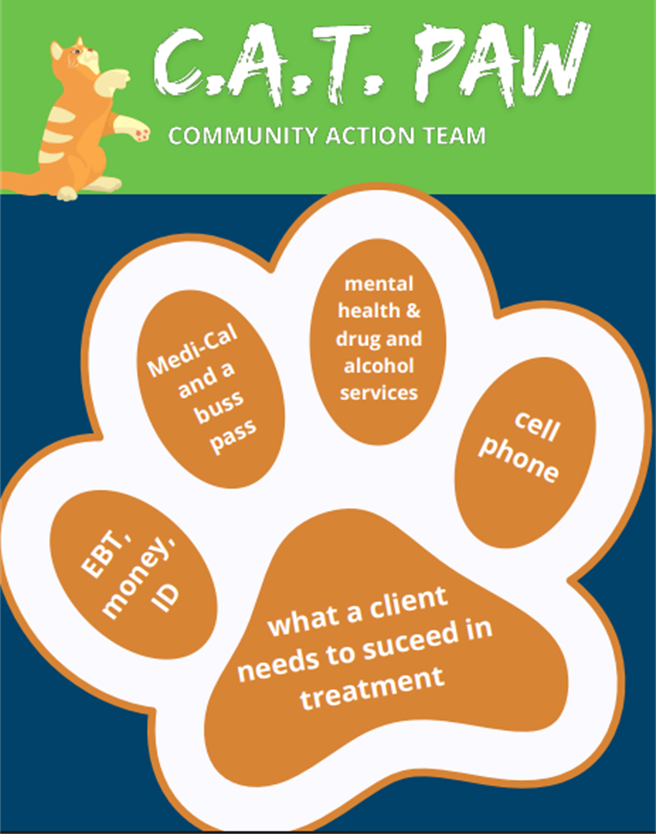 C.A.T. PAW
COMMUNITY ACTION TEAM
mental
health &
drug and
alcohol
services
Medi-Cal
and a
buss
pass
cell
phone
EBT,
money,
ID
what a client
needs to suceed in
treatment